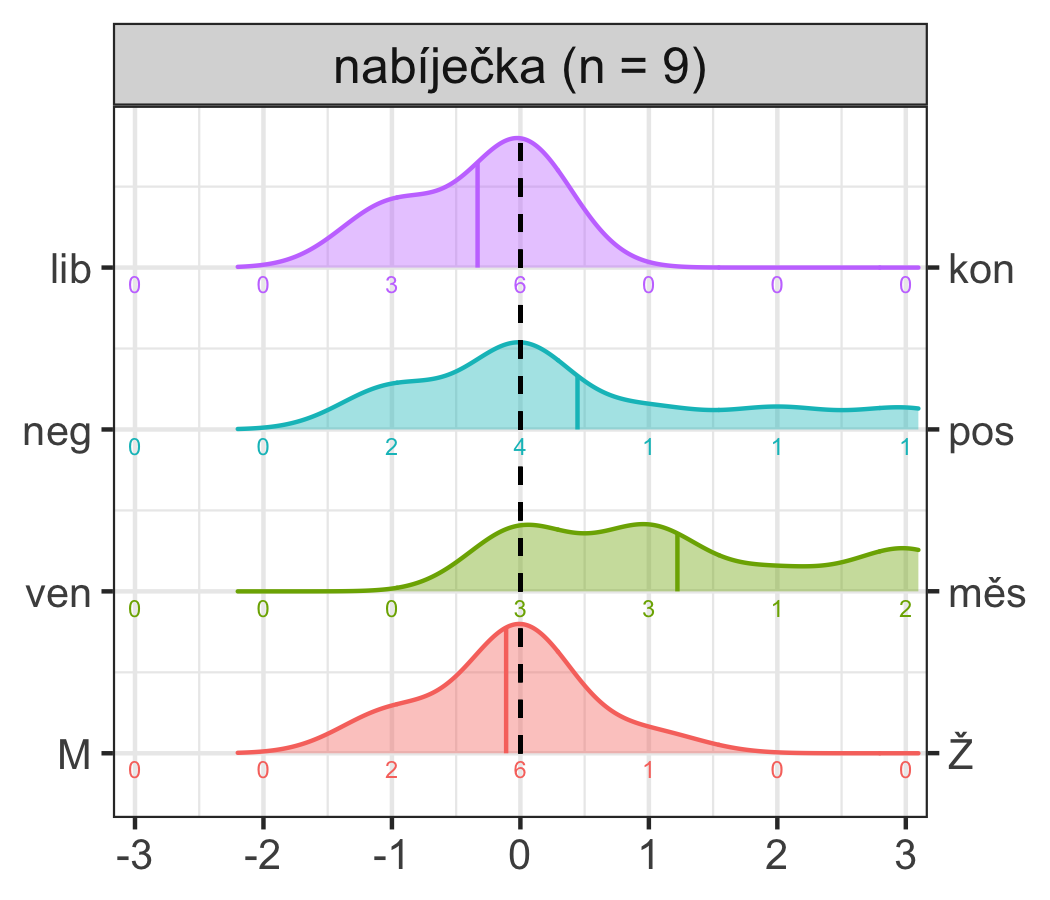 nabíječka (n = 9)
lib kon
0 0 3 6 0 0 0
neg pos
0 0 2 4 1 1 1
ven měs
0 0 0 3 3 1 2
M Ž
0 0 2 6 1 0 0
-3 -2 -1 0 1 2 3